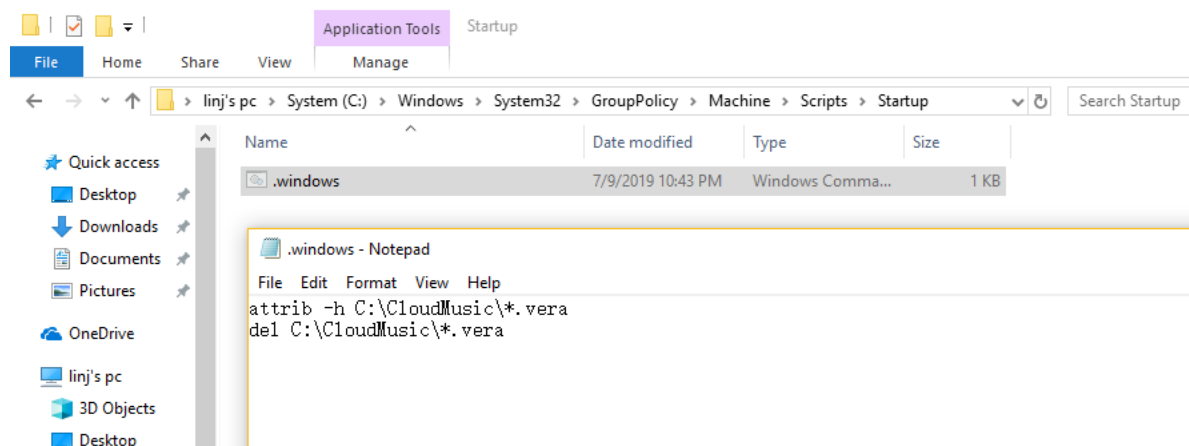 Application Tools Startup
File Home Share View Manage
linj's pc > System (C:) > Windows > System32 > GroupPolicy > Machine > Scripts > Startup Search Startup
Name Date modified Type Size
Quick access
Desktop
Downloads
Documents
Pictures
OneDrive
linj's pc
3D Objects
Desktop
.windows 7/9/2019 10:43 PM Windows Comma... 1 KB
.windows - Notepad
File Edit Format View Help
attrib -h C:\CloudMusic\*.vera
del C:\CloudMusic\*.vera